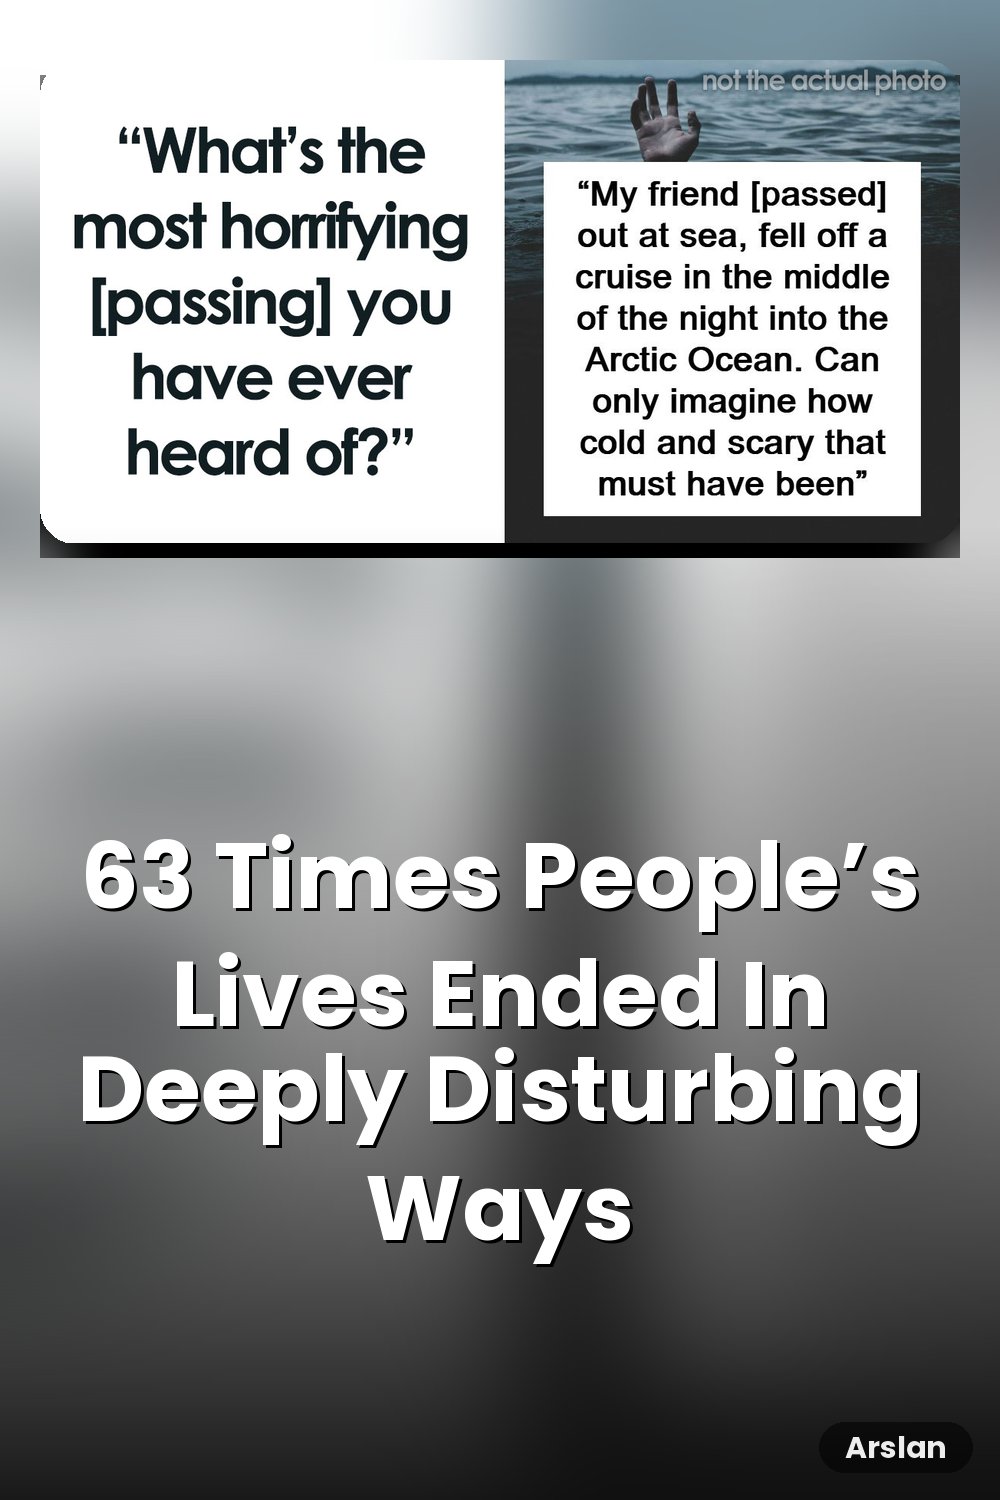 “What’s the
most horrifying
[passing] you
have ever
heard of?”
not the actual photo
“My friend [passed]
out at sea, fell off a
cruise in the middle
of the night into the
Arctic Ocean. Can
only imagine how
cold and scary that
must have been”
63 Times People’s
Lives Ended In
Deeply Disturbing
Ways
Arslan